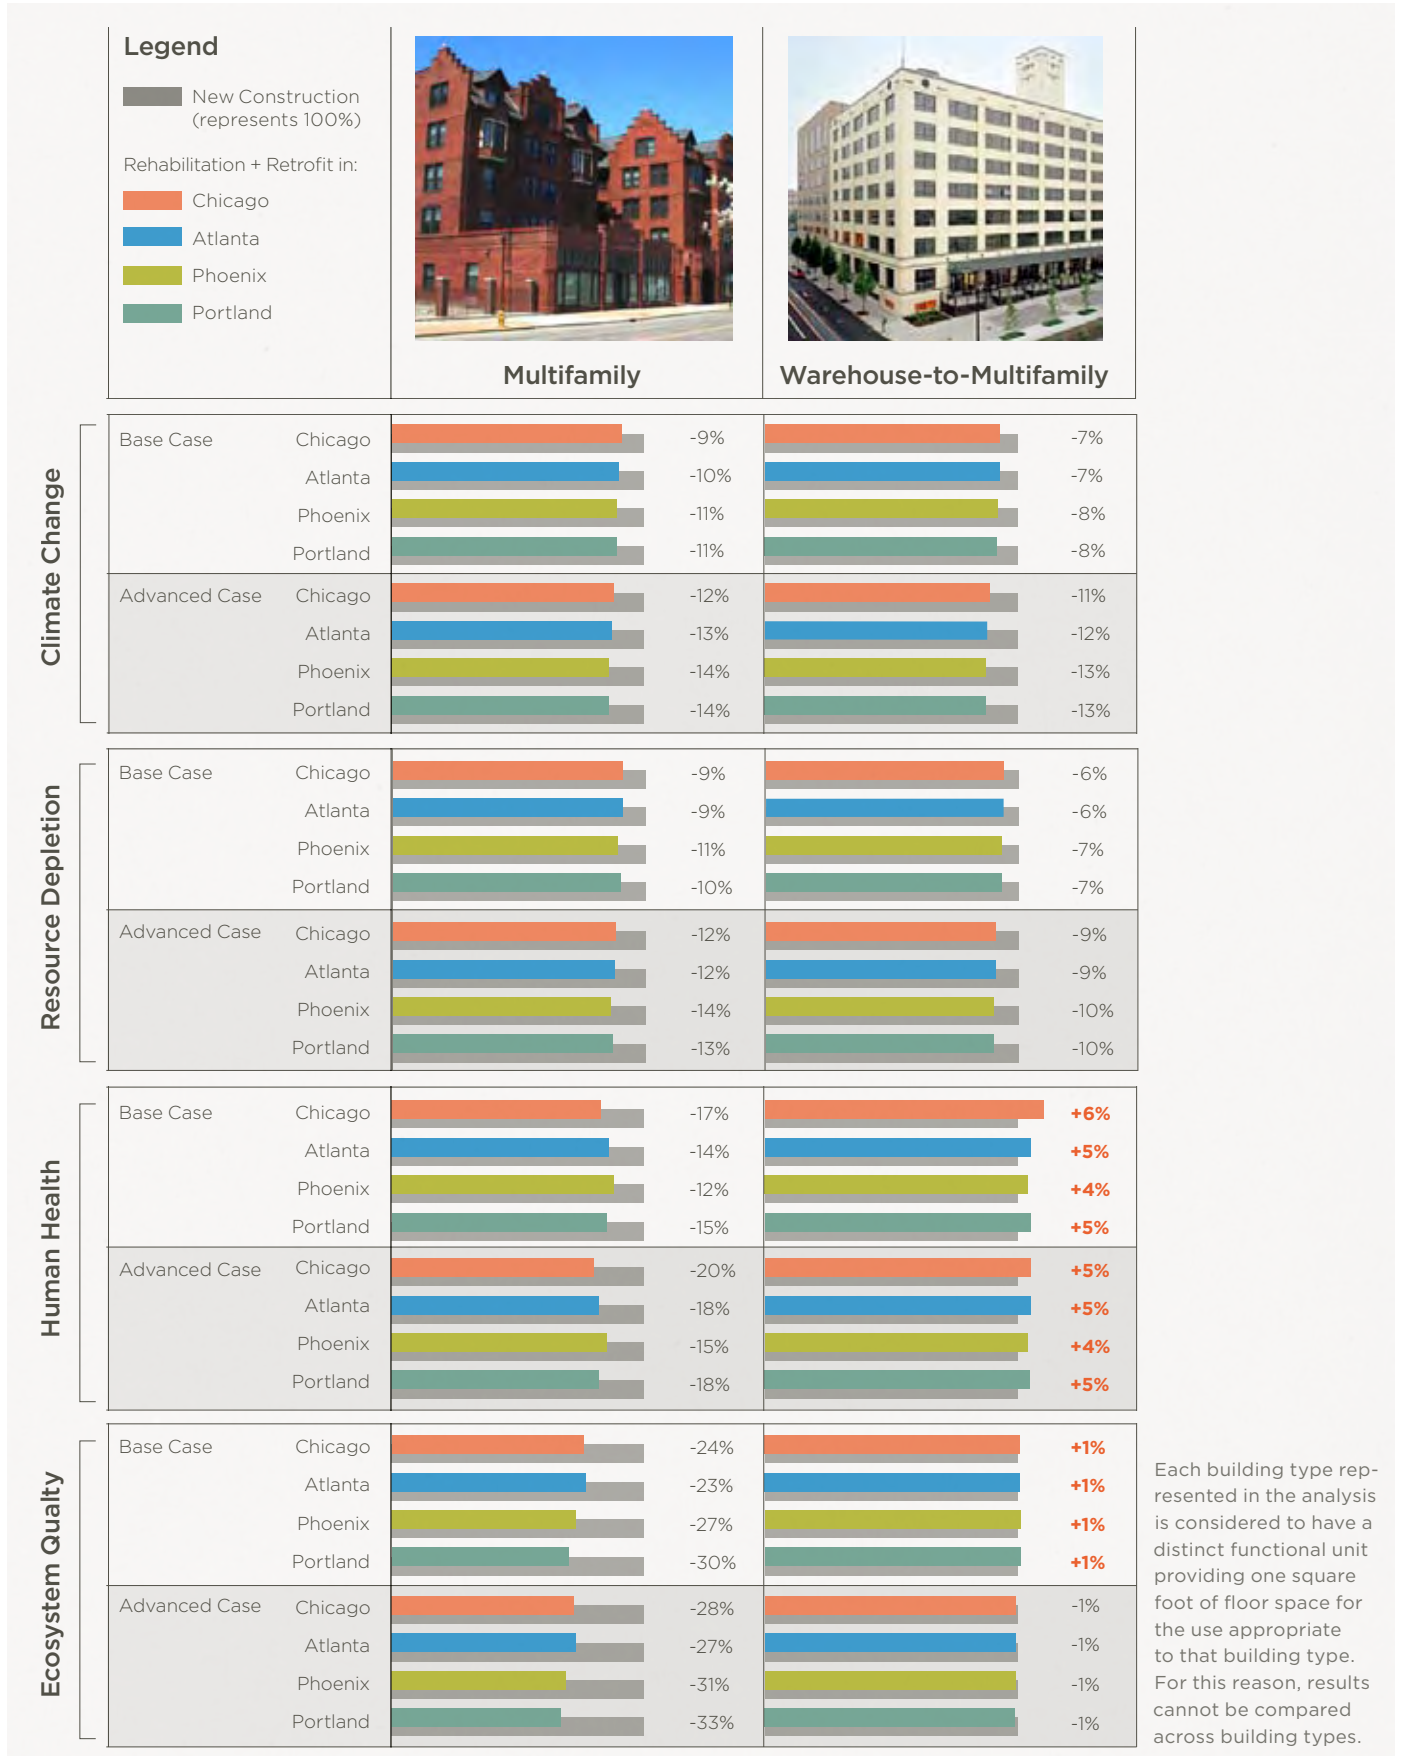 Legend
New Construction
(represents 100%)
Rehabilitation + Retrofit in:
Chicago
Atlanta
Phoenix
Portland
Multifamily
Warehouse-to-Multifamily
Climate Change
Base Case Chicago -9% -7%
Atlanta -10% -7%
Phoenix -11% -8%
Portland -11% -8%
Advanced Case Chicago -12% -11%
Atlanta -13% -12%
Phoenix -14% -13%
Portland -14% -13%
Resource Depletion
Base Case Chicago -9% -6%
Atlanta -9% -6%
Phoenix -11% -7%
Portland -10% -7%
Advanced Case Chicago -12% -9%
Atlanta -12% -9%
Phoenix -14% -10%
Portland -13% -10%
Human Health
Base Case Chicago -17% +6%
Atlanta -14% +5%
Phoenix -12% +4%
Portland -15% +5%
Advanced Case Chicago -20% +5%
Atlanta -18% +5%
Phoenix -15% +4%
Portland -18% +5%
Ecosystem Qualty
Base Case Chicago -24% +1%
Atlanta -23% +1%
Phoenix -27% +1%
Portland -30% +1%
Advanced Case Chicago -28% -1%
Atlanta -27% -1%
Phoenix -31% -1%
Portland -33% -1%
Each building type rep-
resented in the analysis
is considered to have a
distinct functional unit
providing one square
foot of floor space for
the use appropriate
to that building type.
For this reason, results
cannot be compared
across building types.